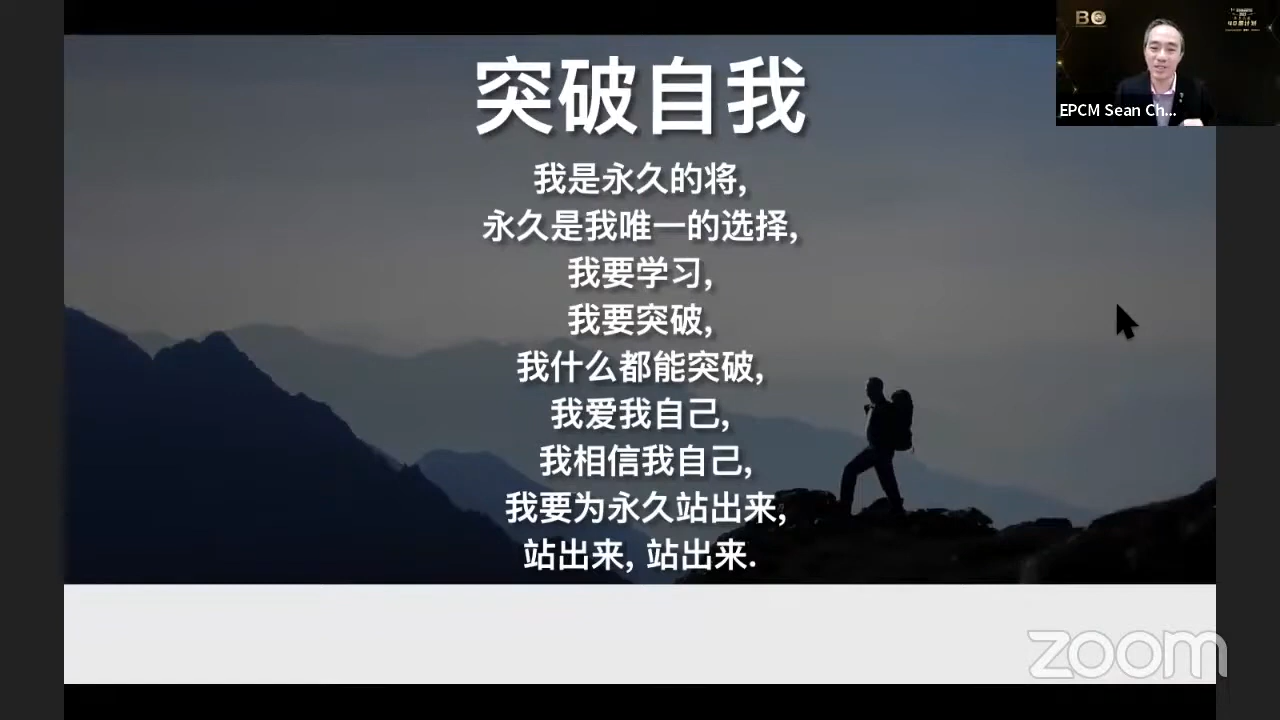 突破自我
我是永久的将,
永久是我唯一的选择,
我要学习,
我要突破,
我什么都能突破,
我爱我自己,
我相信我自己,
我要为永久站出来,
站出来, 站出来.
BO
EPCM Sean Ch...
zoom